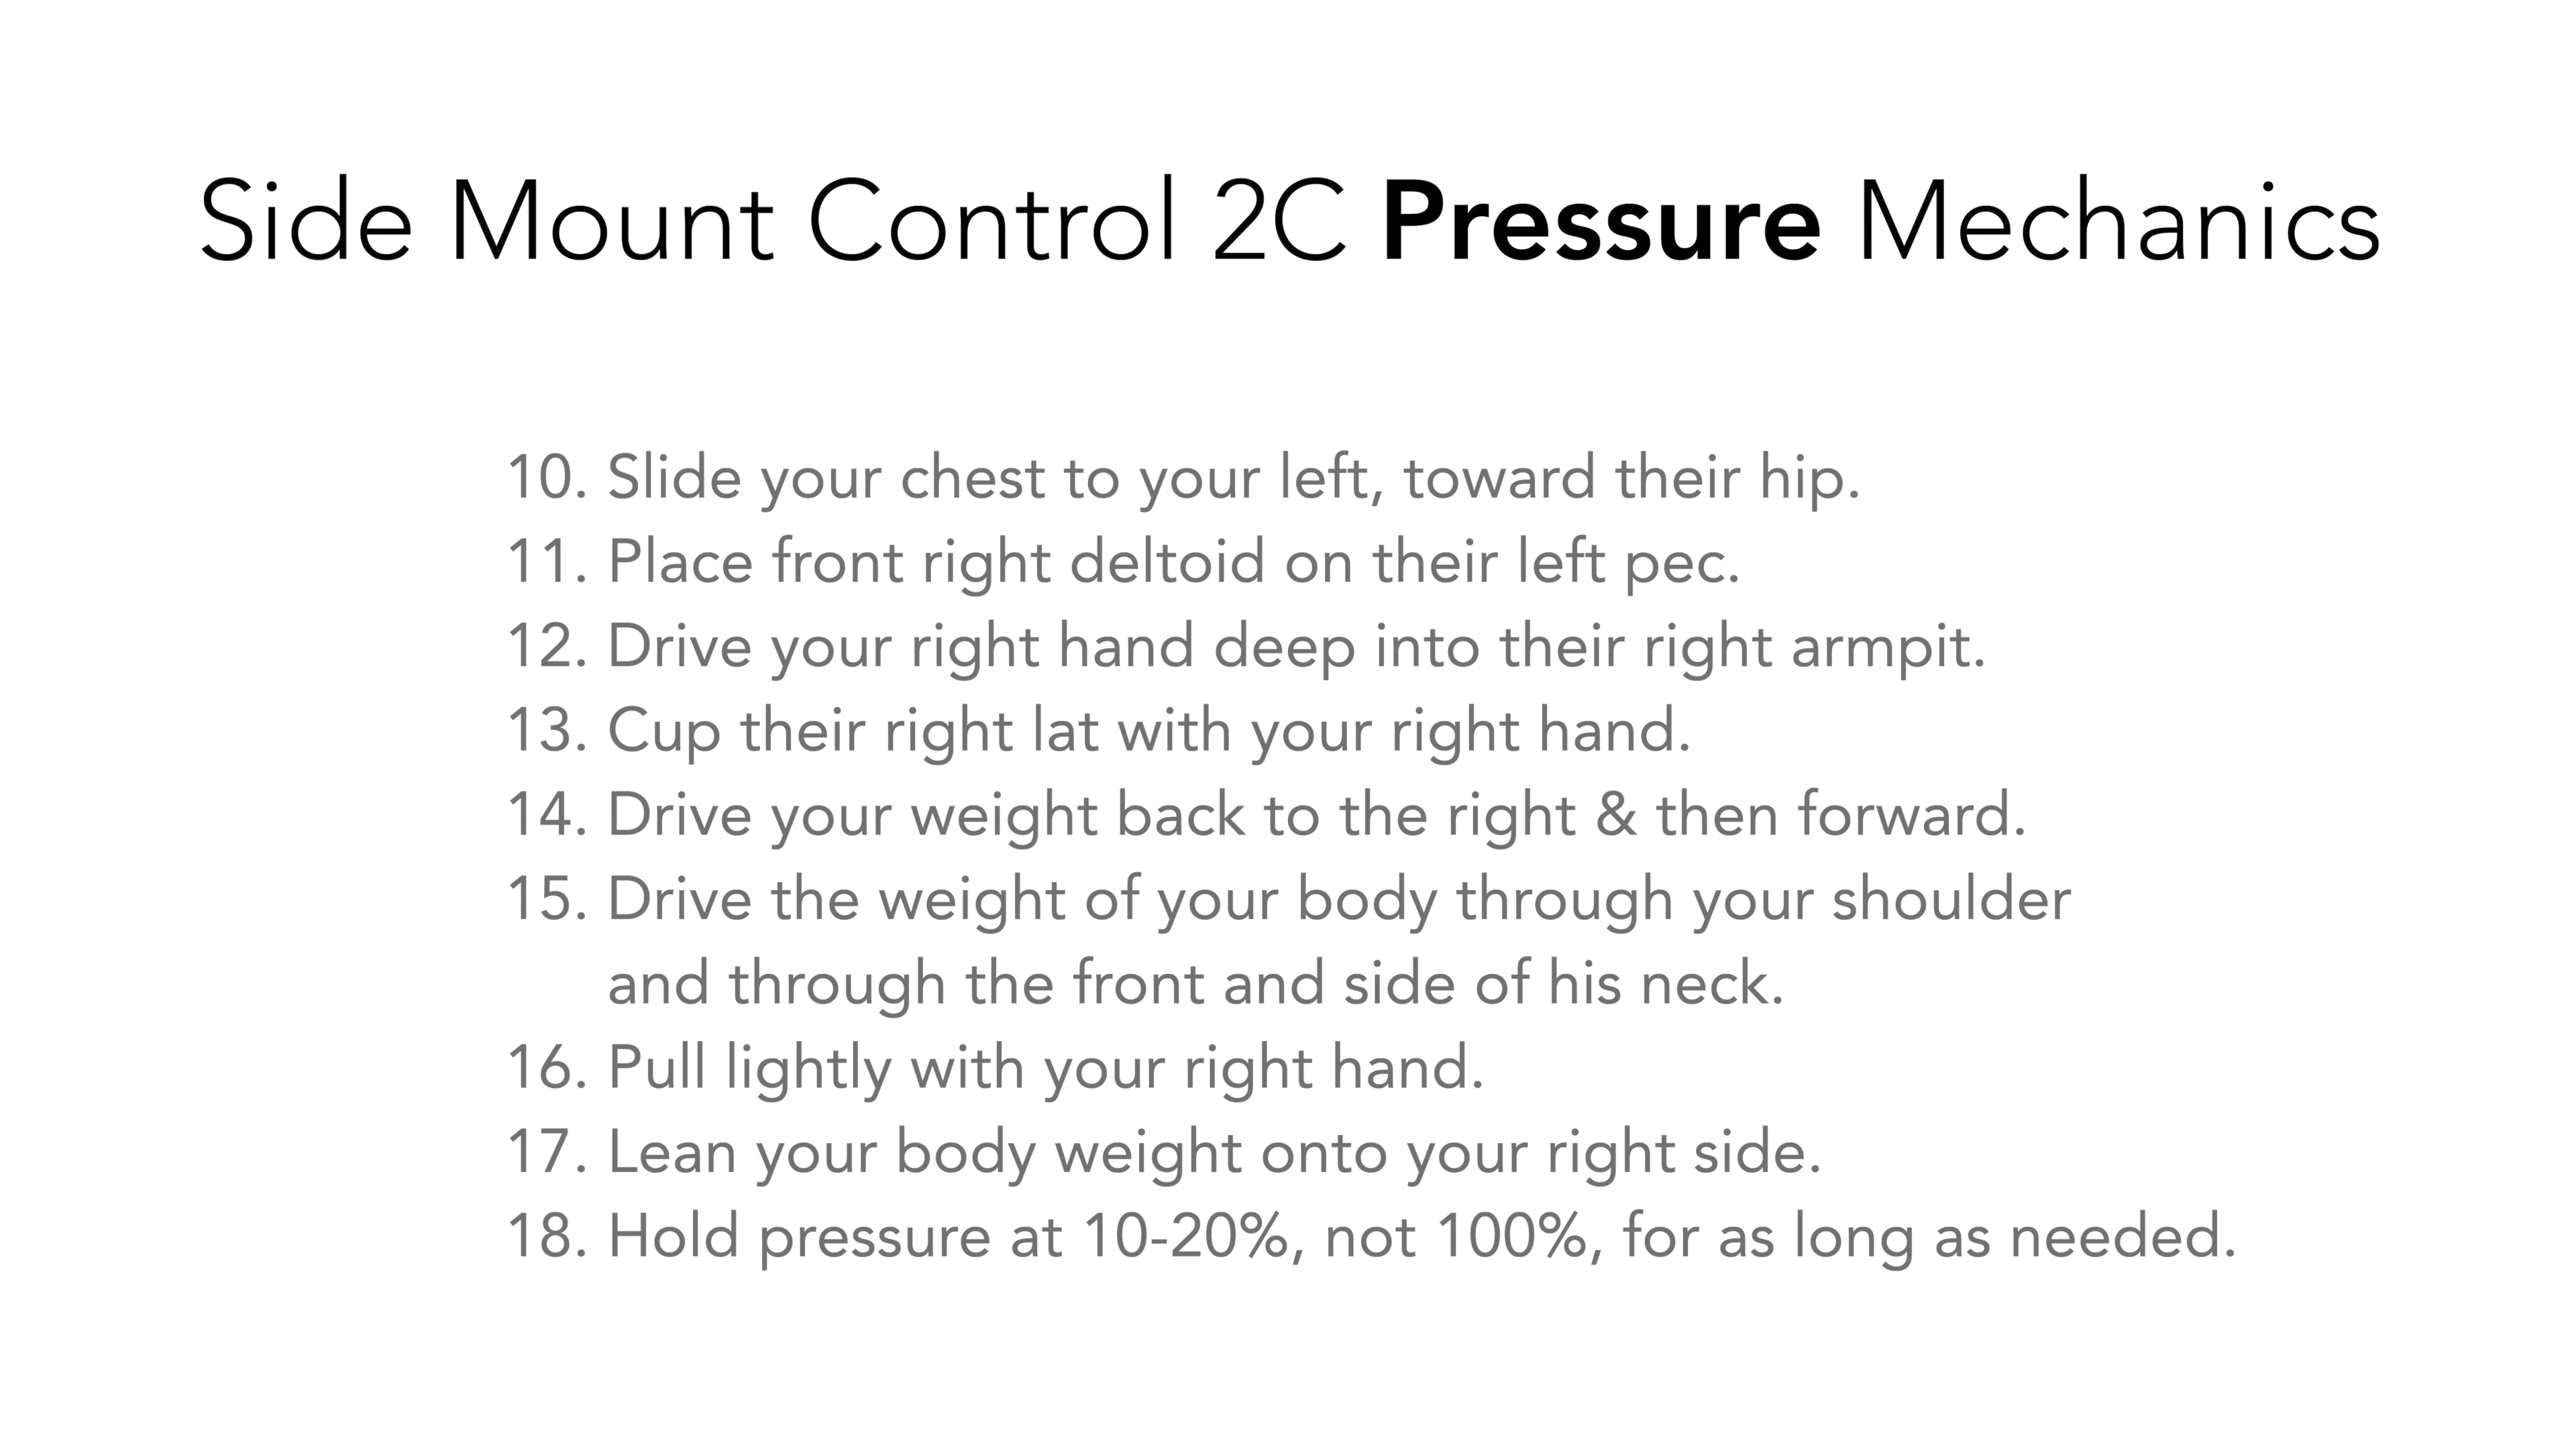 Side Mount Control 2C Pressure Mechanics
10. Slide your chest to your left, toward their hip.
11. Place front right deltoid on their left pec.
12. Drive your right hand deep into their right armpit.
13. Cup their right lat with your right hand.
14. Drive your weight back to the right & then forward.
15. Drive the weight of your body through your shoulder
and through the front and side of his neck.
16. Pull lightly with your right hand.
17. Lean your body weight onto your right side.
18. Hold pressure at 10-20%, not 100%, for as long as needed.